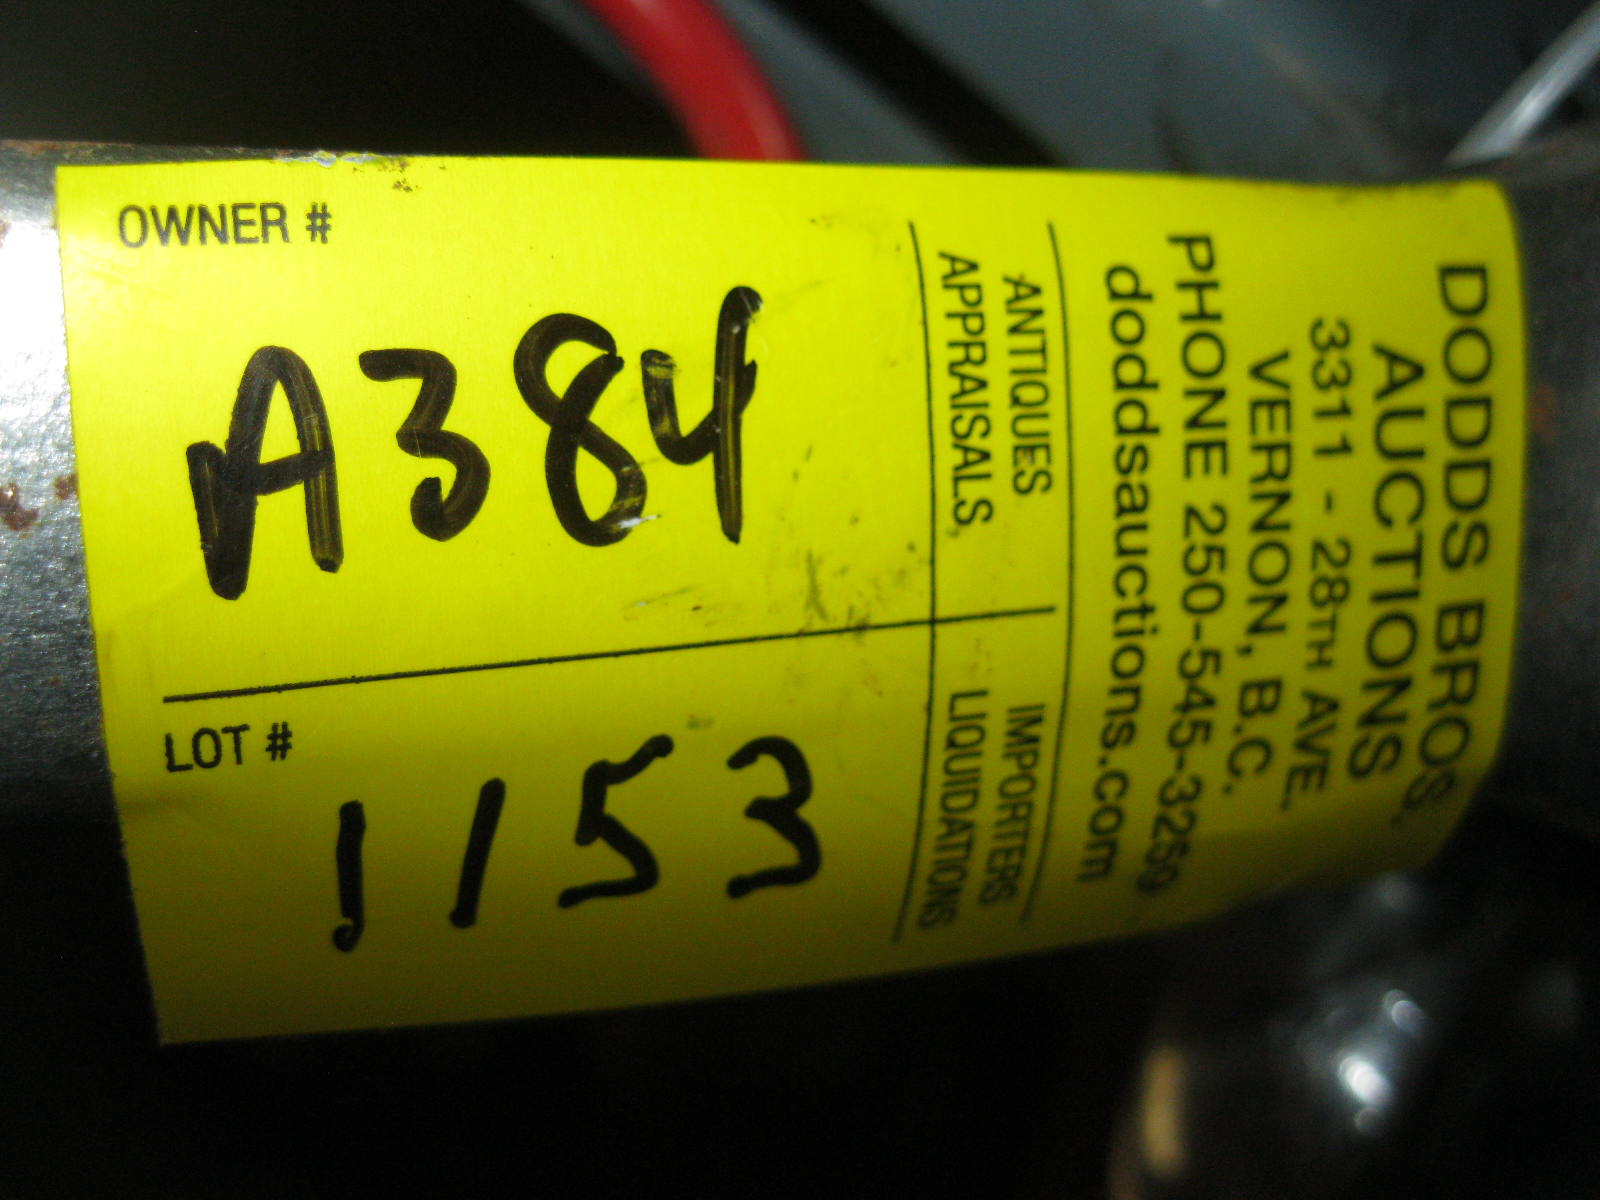 DODDS BROS.
AUCTIONS
3311 - 28TH AVE.
VERNON, B.C.
PHONE 250-545-3259
doddsauctions.com
ANTIQUES
APPRAISALS,
IMPORTERS
LIQUIDATIONS
OWNER #
A384
LOT #
1153